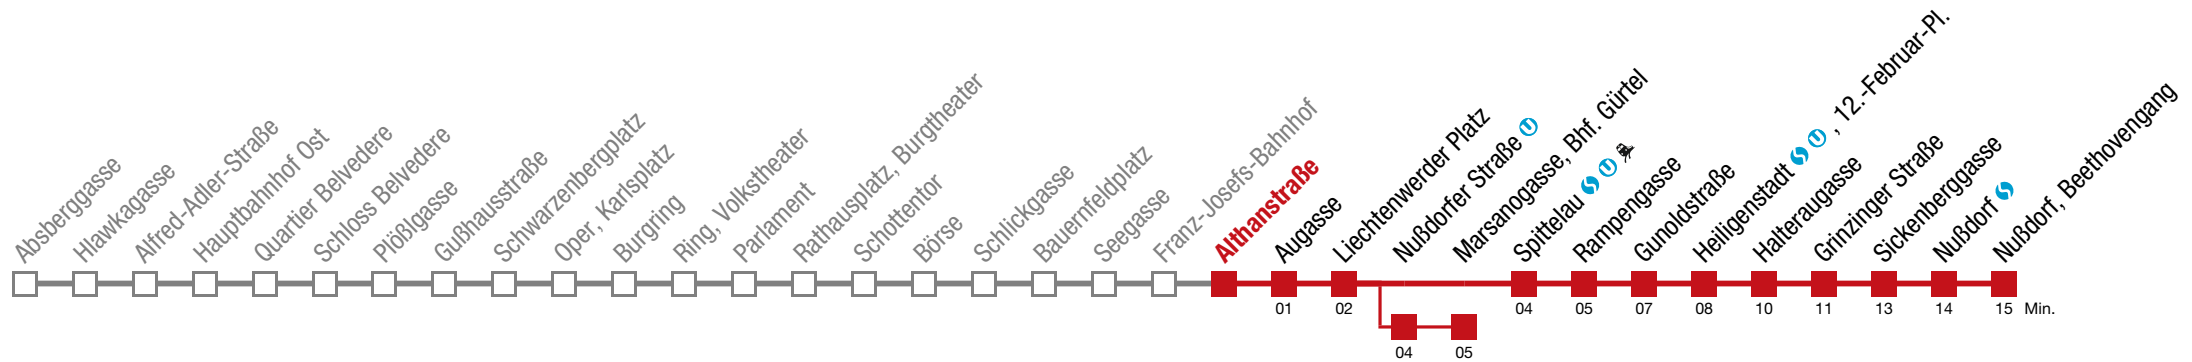 Absberggasse
Hlawkagasse
Alfred-Adler-Straße
Hauptbahnhof Ost
Quartier Belvedere
Schloss Belvedere
Plößlgasse
Gußhausstraße
Schwarzenbergplatz
Oper, Karlsplatz
Burgring
Ring, Volkstheater
Parlament
Rathausplatz, Burgtheater
Schottentor
Börse
Schlickgasse
Bauernfeldplatz
Seegasse
Franz-Josefs-Bahnhof
Althanstraße
Augasse
Liechtenwerder Platz
Nußdorfer Straße U
Marsanogasse, Bhf. Gürtel
Spittelau S U
Rampengasse
Gunoldstraße
Heiligenstadt S U , 12.-Februar-Pl.
Halteraugasse
Grinzinger Straße
Sickenberggasse
Nußdorf S
Nußdorf, Beethovengang
01 02 04 05 07 08 10 11 13 14 15 Min.
04 05